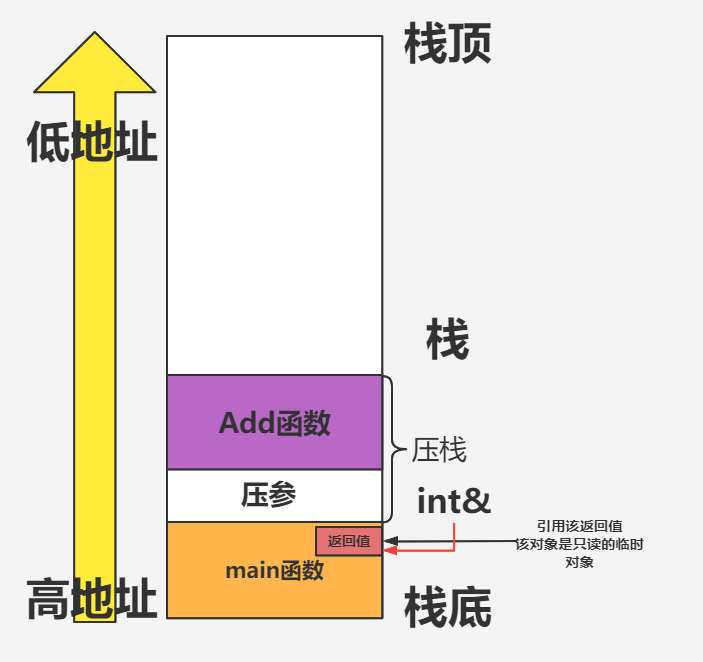 栈顶
低地址
栈
Add函数
压栈
压参
int&
引用该返回值
该对象是只读的临时
对象
返回值
main函数
高地址
栈底